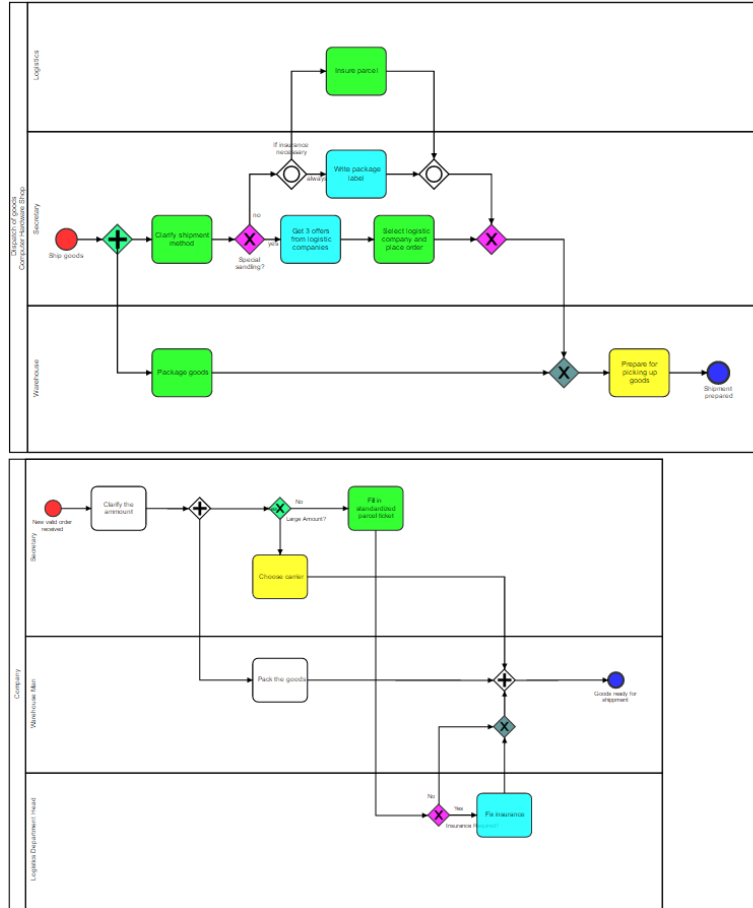 Dispatch of goods
Computer Hardware Shop
Logistics
Insure parcel
Secretary
If insurance
necessary
always
Write package
label
no
Ship goods
Clarify shipment
method
yes
Special
sandling?
Get 3 offers
from logistic
companies
Select logistic
company and
place order
Warehouse
Package goods
Prepare for
picking up
goods
Shipment
prepared
Company
Secretary
New valid order
received
Clarify the
ammount
No
Large Amount?
Fill in
standardized
parcel ticket
Choose carrier
Warehouse Man
Pack the goods
Goods ready for
shippment
Logistics Department Head
No
Yes
Insurance Required?
Fix insurance